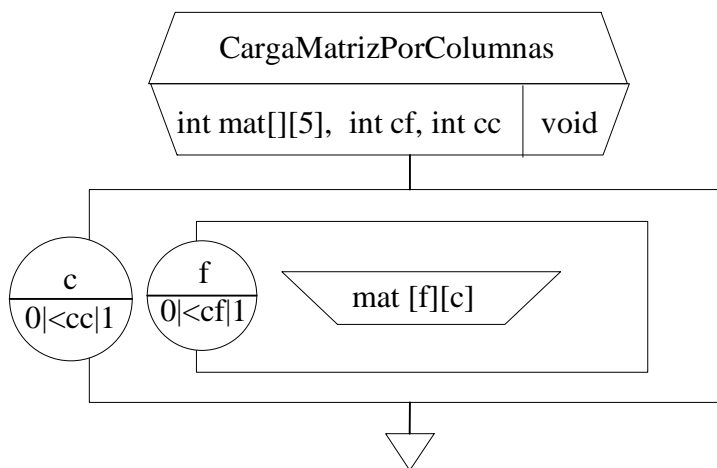 CargaMatrizPorColumnas
int mat[][5], int cf, int cc void
c
0|<cc|1
f
0|<cf|1
mat [f][c]